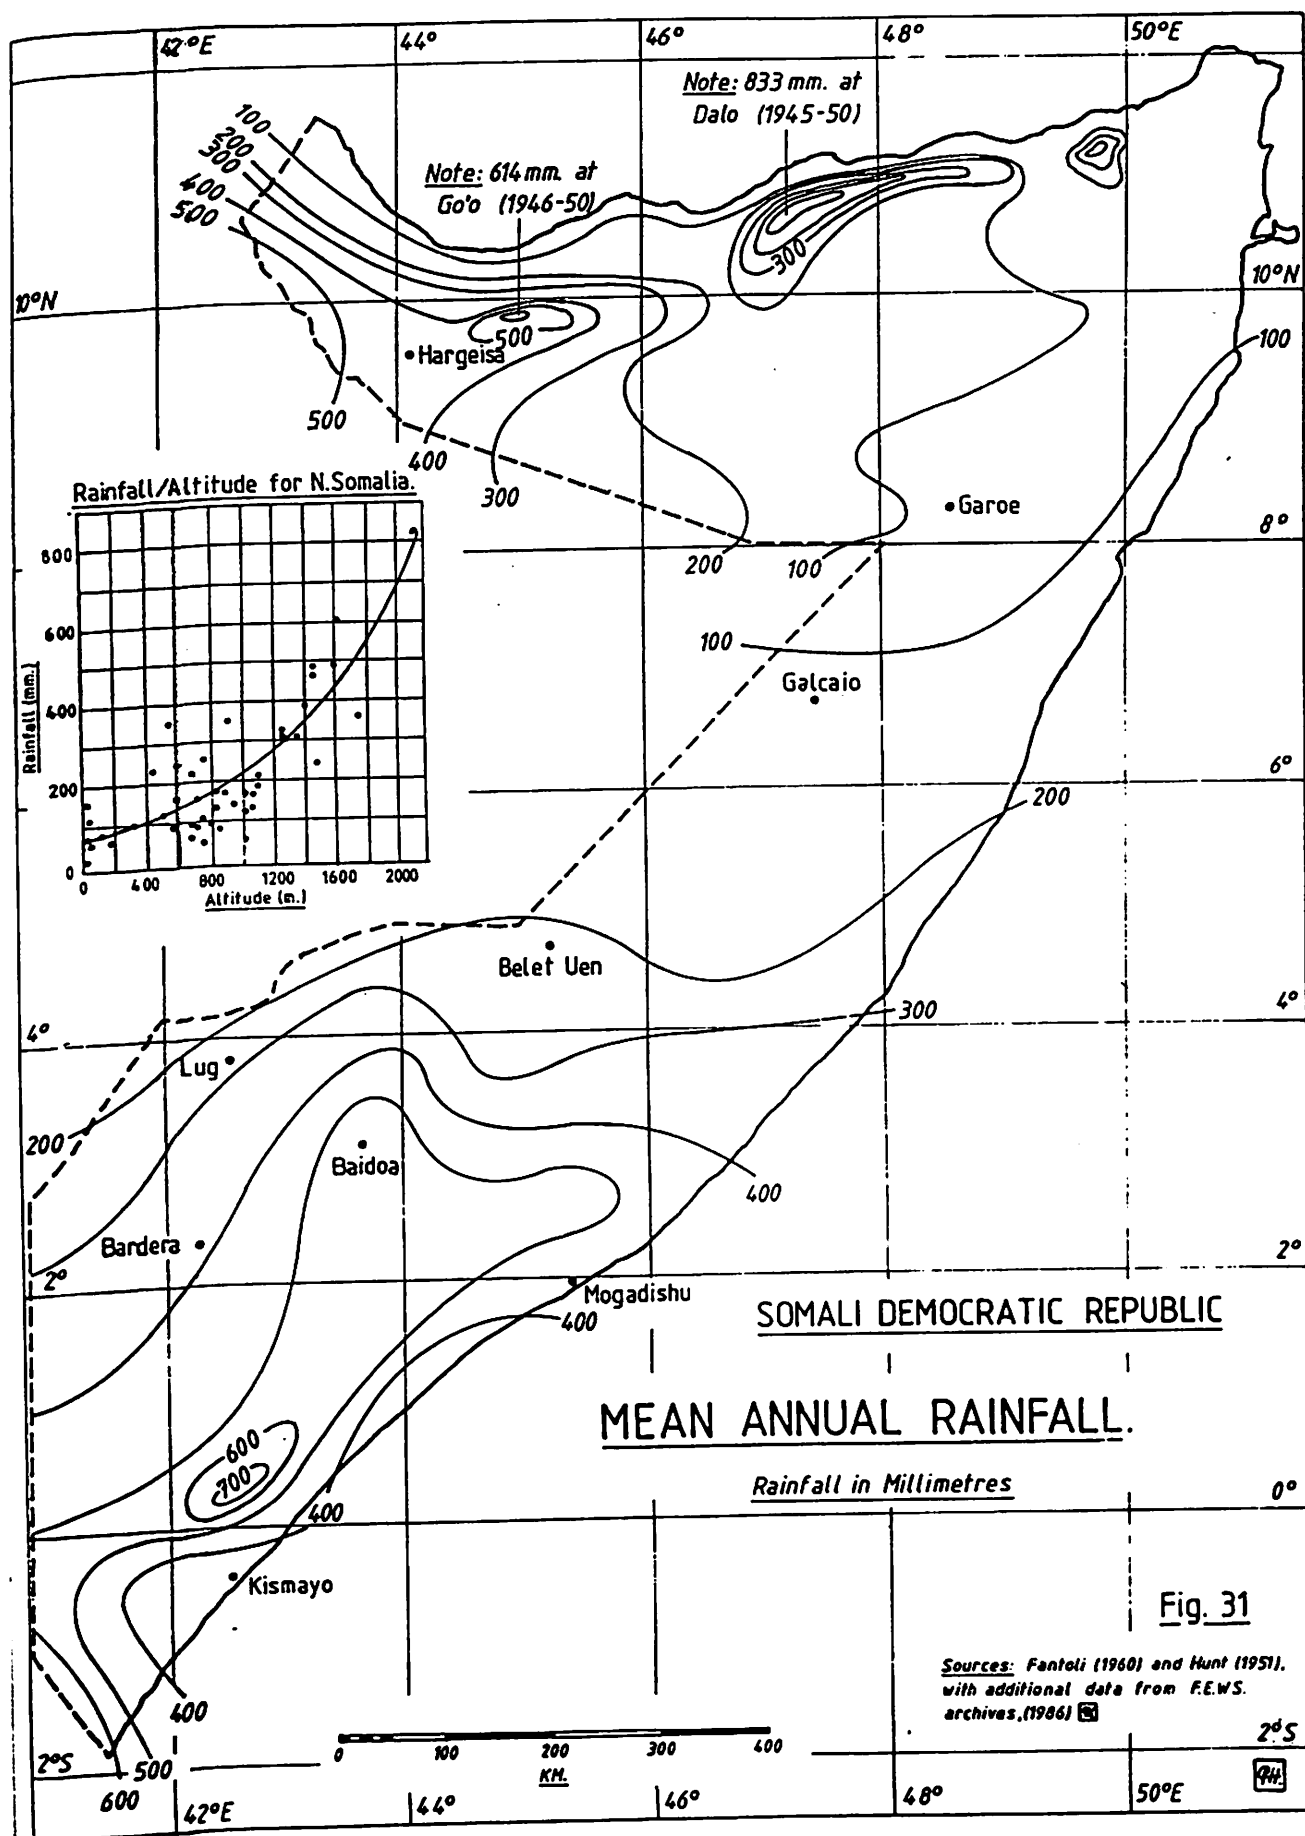 42°E 44° 46° 48° 50°E
Note: 833 mm. at
Dalo (1945-50)
100
200
300
400
500
Note: 614 mm. at
Go'o (1946-50)
300
10°N 10°N
500
Hargeisa
100
500
400
300
Rainfall/Altitude for N.Somalia.
Garoe
8°
200
100
800
600
400
200
0
Rainfall (mm.)
0 400 800 1200 1600 2000
Altitude (m.)
100
Galcaio
6°
200
Belet Uen
4° 4°
300
Lug
200
Baidoa
400
Bardera
2° 2°
Mogadishu
400
SOMALI DEMOCRATIC REPUBLIC
MEAN ANNUAL RAINFALL.
600
700
Rainfall in Millimetres
0°
400
Kismayo
Fig. 31
Sources: Fantoli (1960) and Hunt (1951),
with additional data from F.E.W.S.
archives,(1986)
400
500
600
0 100 200 300 400
KM.
2°S 2°S
42°E 44° 46° 48° 50°E